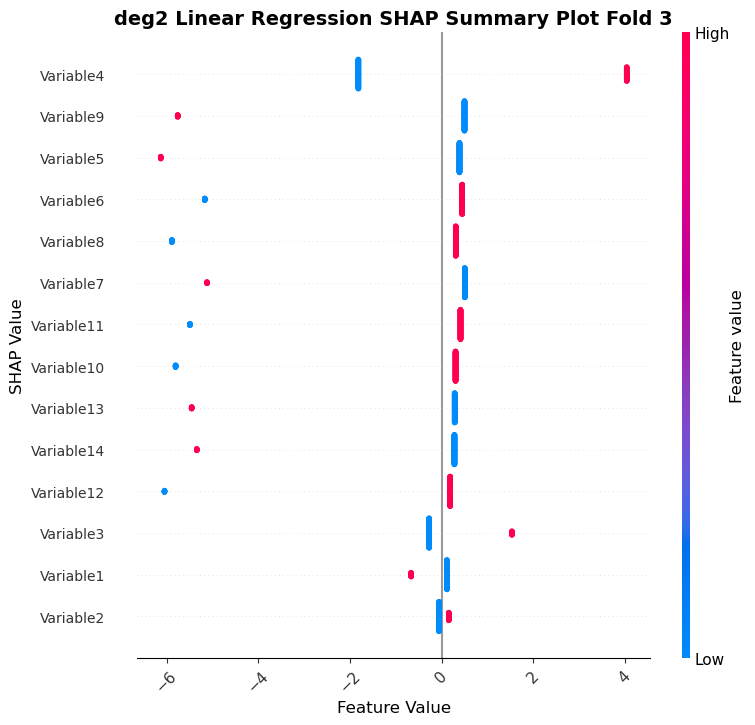 deg2 Linear Regression SHAP Summary Plot Fold 3
High
Variable4
Variable9
Variable5
Variable6
Variable8
Variable7
Variable11
Variable10
Variable13
Variable14
Variable12
Variable3
Variable1
Variable2
SHAP Value
Feature value
Low
−6
−4
−2
0
2
4
Feature Value